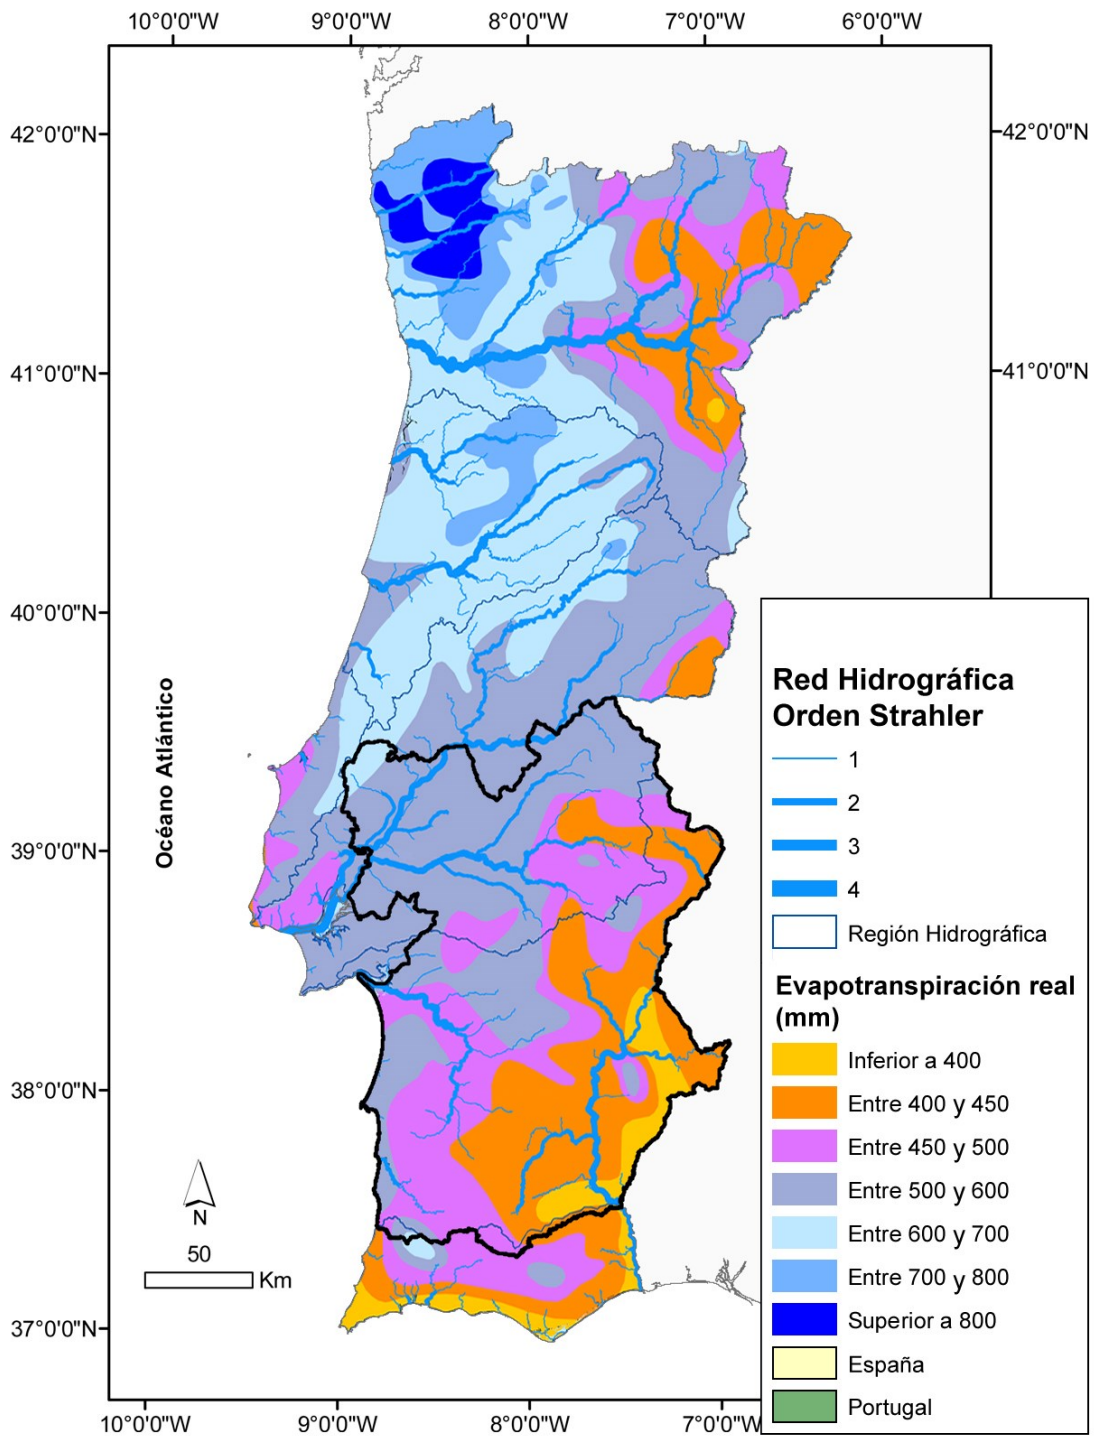 10°0'0"W
9°0'0"W
8°0'0"W
7°0'0"W
6°0'0"W
42°0'0"N
42°0'0"N
41°0'0"N
41°0'0"N
40°0'0"N
39°0'0"N
38°0'0"N
37°0'0"N
Océano Atlántico
N
50
Km
Red Hidrográfica
Orden Strahler
1
2
3
4
Región Hidrográfica
Evapotranspiración real
(mm)
Inferior a 400
Entre 400 y 450
Entre 450 y 500
Entre 500 y 600
Entre 600 y 700
Entre 700 y 800
Superior a 800
España
Portugal
10°0'0"W
9°0'0"W
8°0'0"W
7°0'0"W